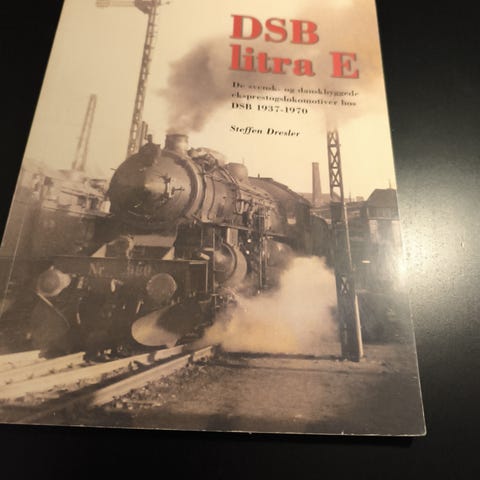 DSB
litra E
De svensk- og danskbyggede
eksprestogslokomotiver hos
DSB 1937-1970
Steffen Dresler